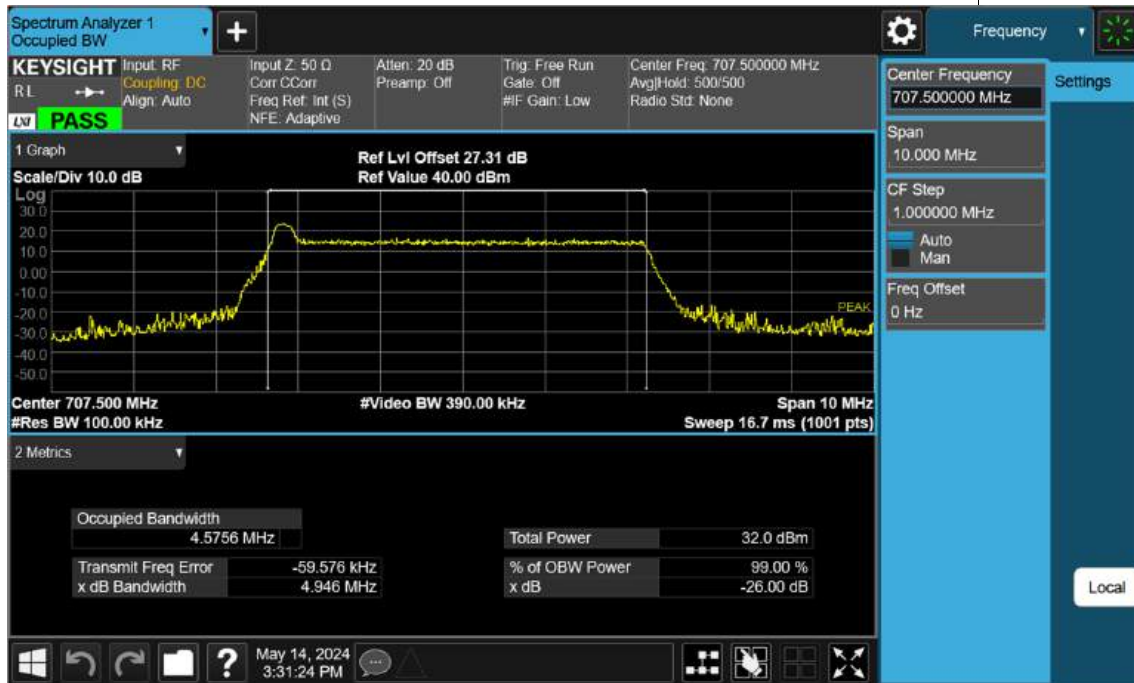 Spectrum Analyzer 1
Occupied BW
+
Frequency
KEYSIGHT
RL
LXI PASS
Input: RF
Coupling: DC
Align: Auto
Input Z: 50 Ω
Corr CCorr
Freq Ref: Int (S)
NFE: Adaptive
Atten: 20 dB
Preamp: Off
Trig: Free Run
Gate: Off
#IF Gain: Low
Center Freq: 707.500000 MHz
Avg|Hold: 500/500
Radio Std: None
Center Frequency
707.500000 MHz
Settings
Span
10.000 MHz
CF Step
1.000000 MHz
Auto
Man
Freq Offset
0 Hz
1 Graph
Scale/Div 10.0 dB
Ref Lvl Offset 27.31 dB
Ref Value 40.00 dBm
Log
30.0
20.0
10.0
0.00
-10.0
-20.0
-30.0
-40.0
-50.0
PEAK
Center 707.500 MHz
#Res BW 100.00 kHz
#Video BW 390.00 kHz
Span 10 MHz
Sweep 16.7 ms (1001 pts)
2 Metrics
Occupied Bandwidth
4.5756 MHz
Total Power 32.0 dBm
Transmit Freq Error -59.576 kHz
% of OBW Power 99.00 %
x dB Bandwidth 4.946 MHz
x dB -26.00 dB
Local
?
May 14, 2024
3:31:24 PM